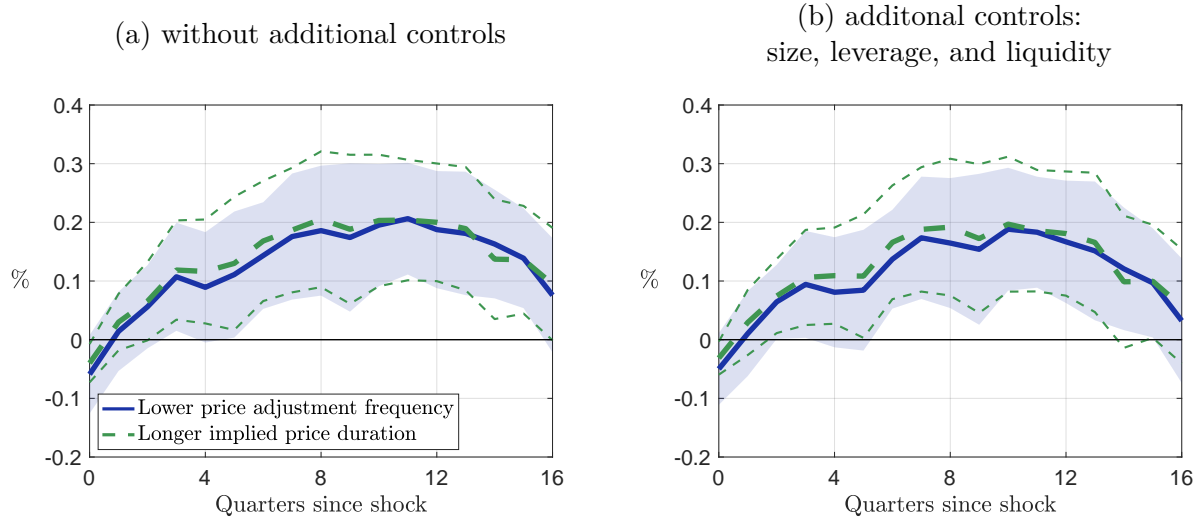 (a) without additional controls
(b) additonal controls:
size, leverage, and liquidity
%
0.4
0.3
0.2
0.1
0
-0.1
-0.2
Lower price adjustment frequency
Longer implied price duration
0 4 8 12 16
Quarters since shock
%
0.4
0.3
0.2
0.1
0
-0.1
-0.2
0 4 8 12 16
Quarters since shock